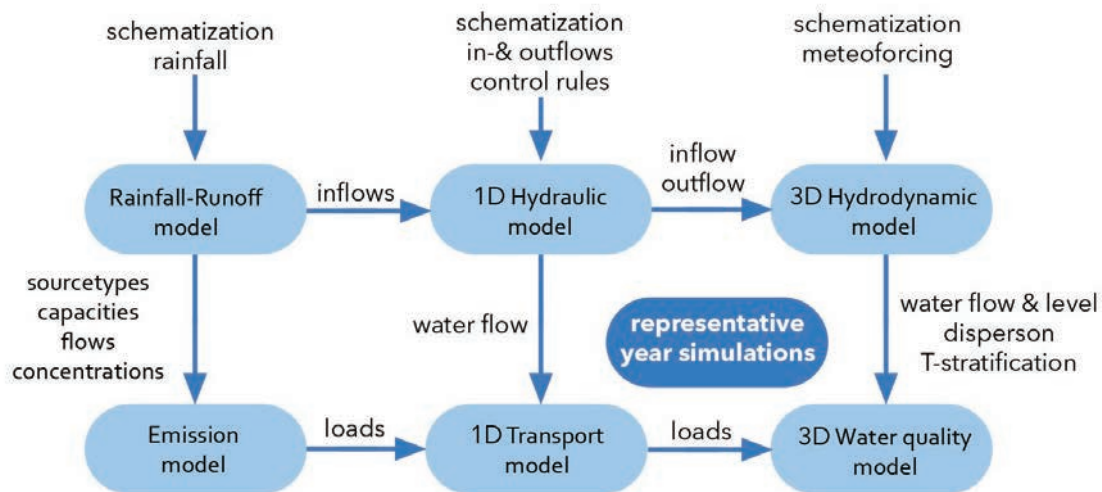 schematization
rainfall
schematization
in-& outflows
control rules
schematization
meteoforcing
Rainfall-Runoff
model
inflows
1D Hydraulic
model
inflow
outflow
3D Hydrodynamic
model
sourcetypes
capacities
flows
concentrations
water flow
representative
year simulations
water flow & level
disperson
T-stratification
Emission
model
loads
1D Transport
model
loads
3D Water quality
model